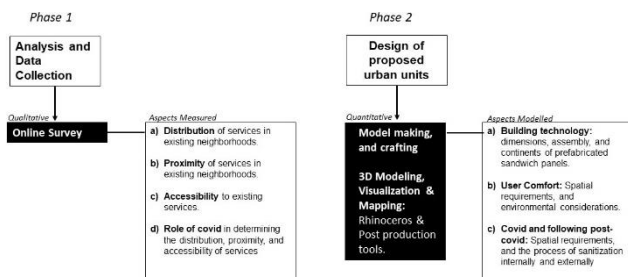 Phase 1
Analysis and
Data
Collection
Qualitative
Online Survey
Aspects Measured
a) Distribution of services in
existing neighborhoods.
b) Proximity of services in
existing neighborhoods.
c) Accessibility to existing
services.
d) Role of covid in determining
the distribution, proximity, and
accessibility of services
Phase 2
Design of
proposed
urban units
Quantitative
Model making,
and crafting
3D Modeling,
Visualization &
Mapping:
Rhinoceros &
Post production
tools.
Aspects Modelled
a) Building technology:
dimensions, assembly, and
continents of prefabricated
sandwich panels.
b) User Comfort: Spatial
requirements, and
environmental considerations.
c) Covid and following post-
covid: Spatial requirements,
and the process of sanitization
internally and externally